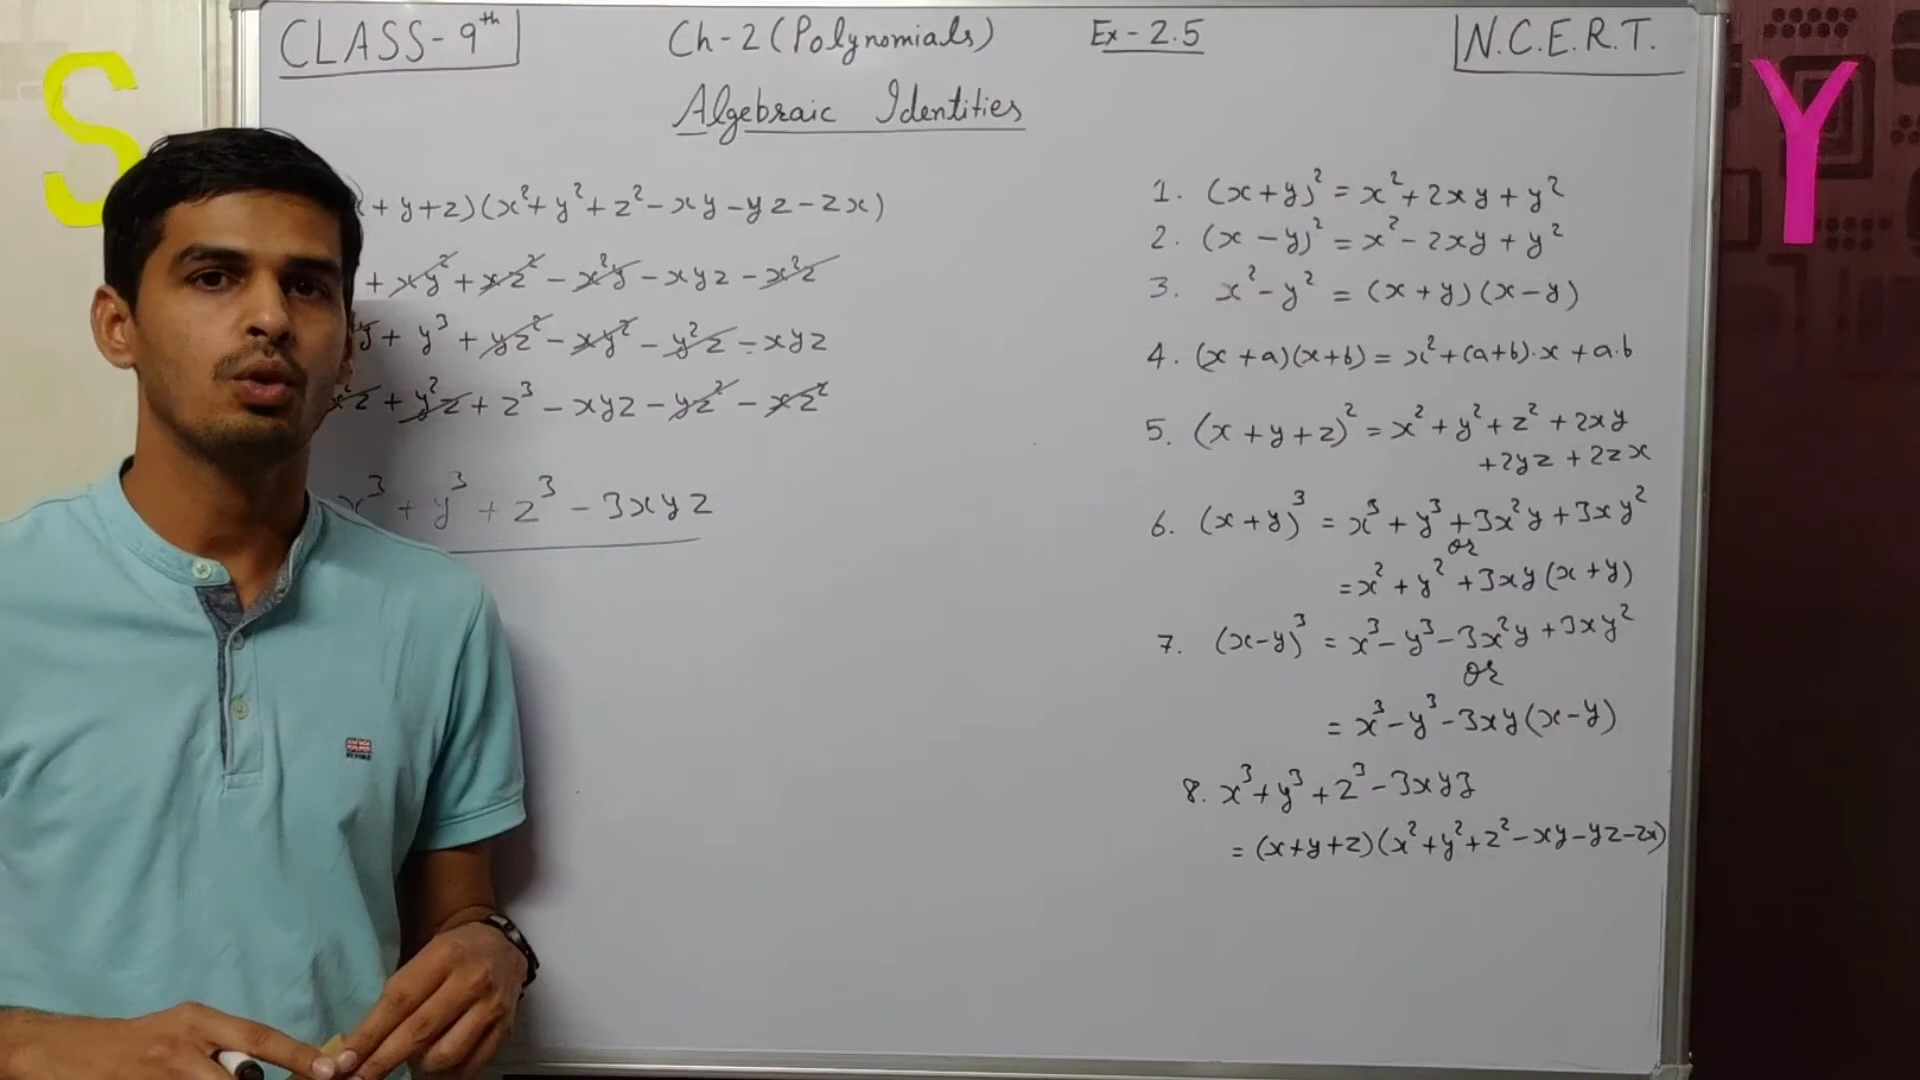 S
Y
CLASS-9th
Ch-2 (Polynomials)
Ex-2.5
N.C.E.R.T.
Algebraic Identities
+y+z)(x²+y²+z²-xy-yz-zx)
+xy²+xz²-x²y-xyz-x²z
y+y³+yz²-xy²-y²z-xyz
x²z+y²z+z³-xyz-yz²-xz²
x³+y³+z³-3xyz
1. (x+y)²=x²+2xy+y²
2. (x-y)²=x²-2xy+y²
3. x²-y²=(x+y)(x-y)
4. (x+a)(x+b)=x²+(a+b).x+a.b
5. (x+y+z)²=x²+y²+z²+2xy
+2yz+2zx
6. (x+y)³=x³+y³+3x²y+3xy²
or
=x²+y²+3xy(x+y)
7. (x-y)³=x³-y³-3x²y+3xy²
or
=x³-y³-3xy(x-y)
8. x³+y³+z³-3xyz
=(x+y+z)(x²+y²+z²-xy-yz-zx)